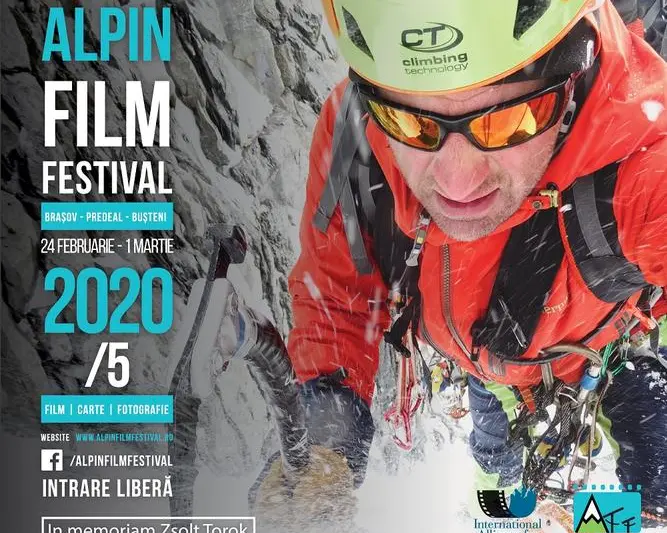 ALPIN
FILM
FESTIVAL
BRAȘOV - PREDEAL - BUȘTENI
24 FEBRUARIE - 1 MARTIE
2020
/5
FILM | CARTE | FOTOGRAFIE
WEBSITE WWW.ALPINFILMFESTIVAL.RO
/ALPINFILMFESTIVAL
INTRARE LIBERĂ
In memoriam Zsolt Torok
CT
climbing
technology
International
AFF